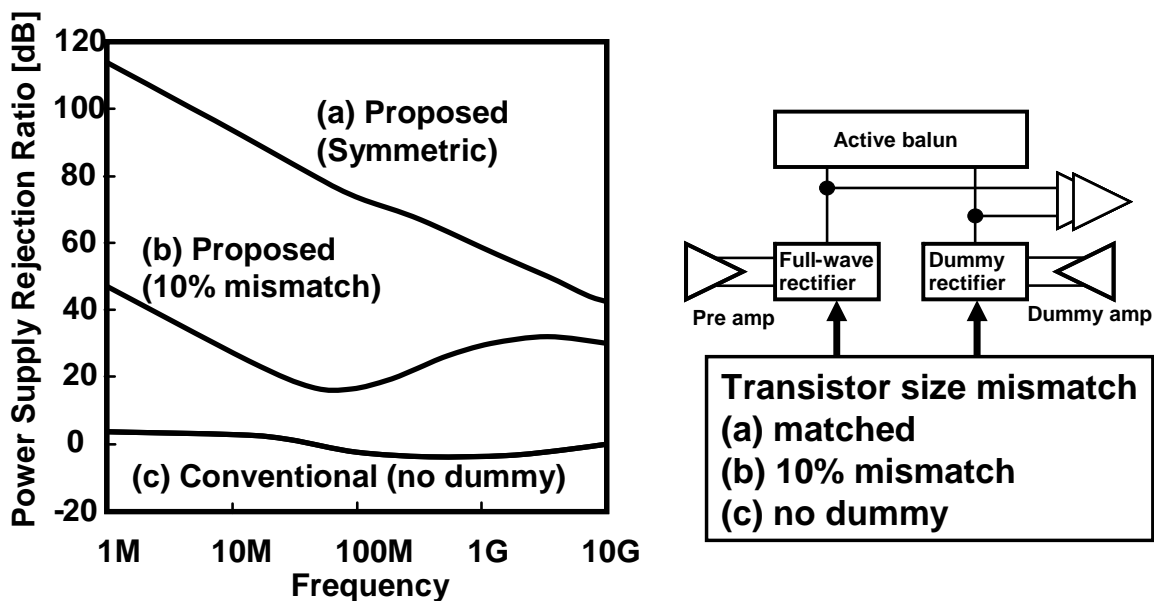 Power Supply Rejection Ratio [dB]
120
100
80
60
40
20
0
-20
(a) Proposed
(Symmetric)
(b) Proposed
(10% mismatch)
(c) Conventional (no dummy)
1M
10M
100M
1G
10G
Frequency
Active balun
Full-wave
rectifier
Dummy
rectifier
Pre amp
Dummy amp
Transistor size mismatch
(a) matched
(b) 10% mismatch
(c) no dummy